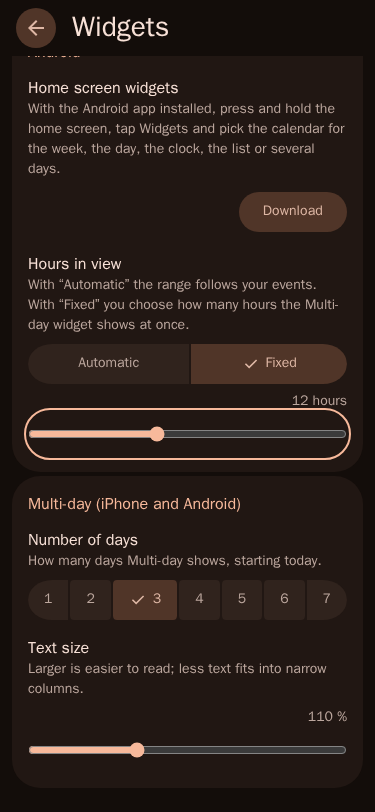 Widgets
Android
Home screen widgets
With the Android app installed, press and hold the
home screen, tap Widgets and pick the calendar for
the week, the day, the clock, the list or several
days.
Download
Hours in view
With “Automatic” the range follows your events.
With “Fixed” you choose how many hours the Multi-
day widget shows at once.
Automatic
Fixed
12 hours
Multi-day (iPhone and Android)
Number of days
How many days Multi-day shows, starting today.
1 2 3 4 5 6 7
Text size
Larger is easier to read; less text fits into narrow
columns.
110 %